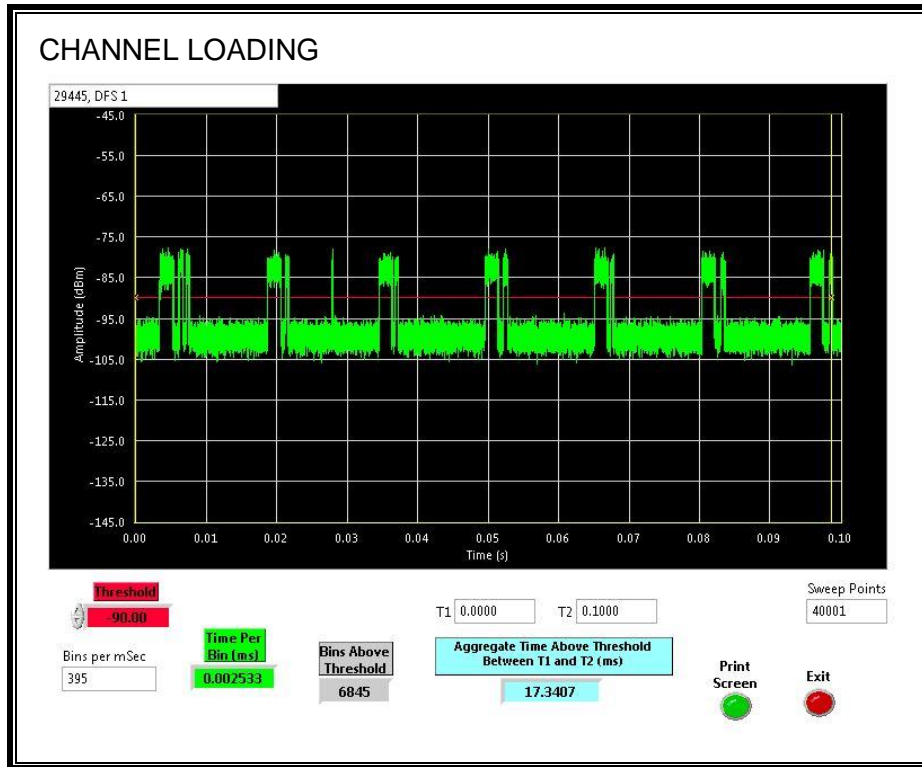 CHANNEL LOADING
29445, DFS 1
Amplitude (dBm)
-45.0
-55.0
-65.0
-75.0
-85.0
-95.0
-105.0
-115.0
-125.0
-135.0
-145.0
0.00 0.01 0.02 0.03 0.04 0.05 0.06 0.07 0.08 0.09 0.10
Time (s)
Threshold
-90.00
Bins per mSec
395
Time Per
Bin (ms)
0.002533
Bins Above
Threshold
6845
T1 0.0000 T2 0.1000
Aggregate Time Above Threshold
Between T1 and T2 (ms)
17.3407
Sweep Points
40001
Print
Screen
Exit